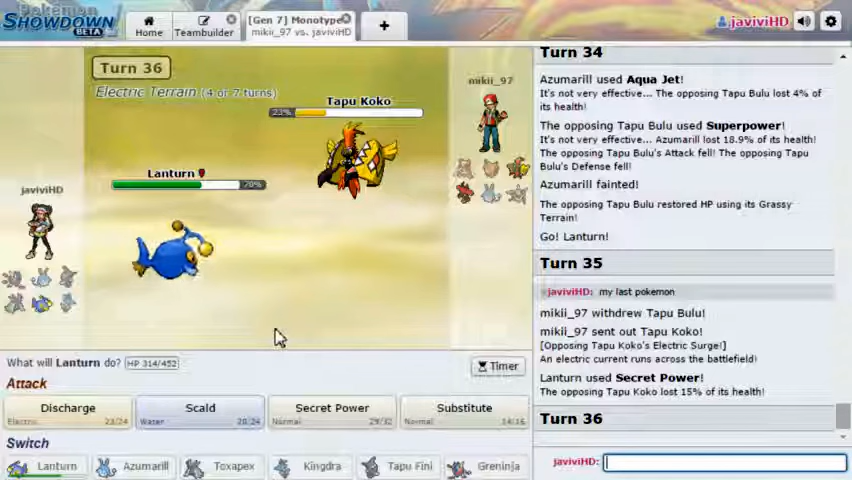 Pokémon
SHOWDOWN
BETA
Home
Teambuilder
[Gen 7] Monotype
mikii_97 vs. javiviHD
javiviHD
Turn 36
Electric Terrain (4 or 7 turns)
Tapu Koko
23%
mikii_97
Lanturn
70%
javiviHD
What will Lanturn do? HP 314/452
Timer
Attack
Discharge
Electric 23/24
Scald
Water 20/24
Secret Power
Normal 29/32
Substitute
Normal 14/16
Switch
Lanturn
Azumarill
Toxapex
Kingdra
Tapu Fini
Greninja
Turn 34
Azumarill used Aqua Jet!
It's not very effective... The opposing Tapu Bulu lost 4% of
its health!
The opposing Tapu Bulu used Superpower!
It's not very effective... Azumarill lost 18.9% of its health!
The opposing Tapu Bulu's Attack fell! The opposing Tapu
Bulu's Defense fell!
Azumarill fainted!
The opposing Tapu Bulu restored HP using its Grassy
Terrain!
Go! Lanturn!
Turn 35
javiviHD: my last pokemon
mikii_97 withdrew Tapu Bulu!
mikii_97 sent out Tapu Koko!
[Opposing Tapu Koko's Electric Surge!]
An electric current runs across the battlefield!
Lanturn used Secret Power!
The opposing Tapu Koko lost 15% of its health!
Turn 36
javiviHD: